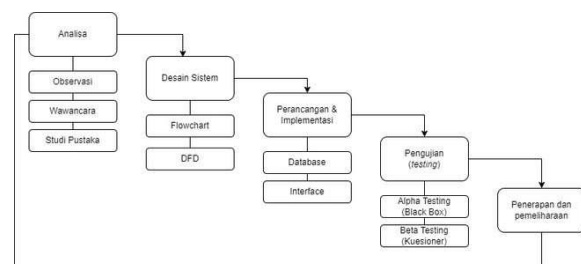 Analisa
Observasi
Wawancara
Studi Pustaka
Desain Sistem
Flowchart
DFD
Perancangan &
Implementasi
Database
Interface
Pengujian
(testing)
Alpha Testing
(Black Box)
Beta Testing
(Kuesioner)
Penerapan dan
pemeliharaan